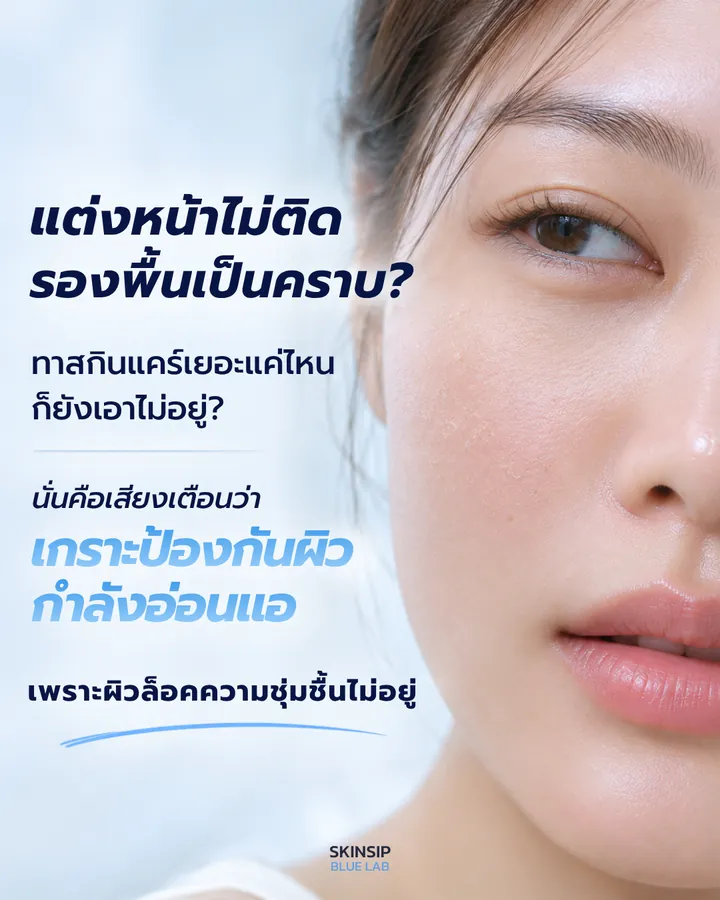 แต่งหน้าไม่ติด
รองพื้นเป็นคราบ?
ทาสกินแคร์เยอะแค่ไหน
ก็ยังเอาไม่อยู่?
นั่นคือเสียงเตือนว่า
เกราะป้องกันผิว
กำลังอ่อนแอ
เพราะผิวล็อคความชุ่มชื้นไม่อยู่
SKINSIP
BLUE LAB